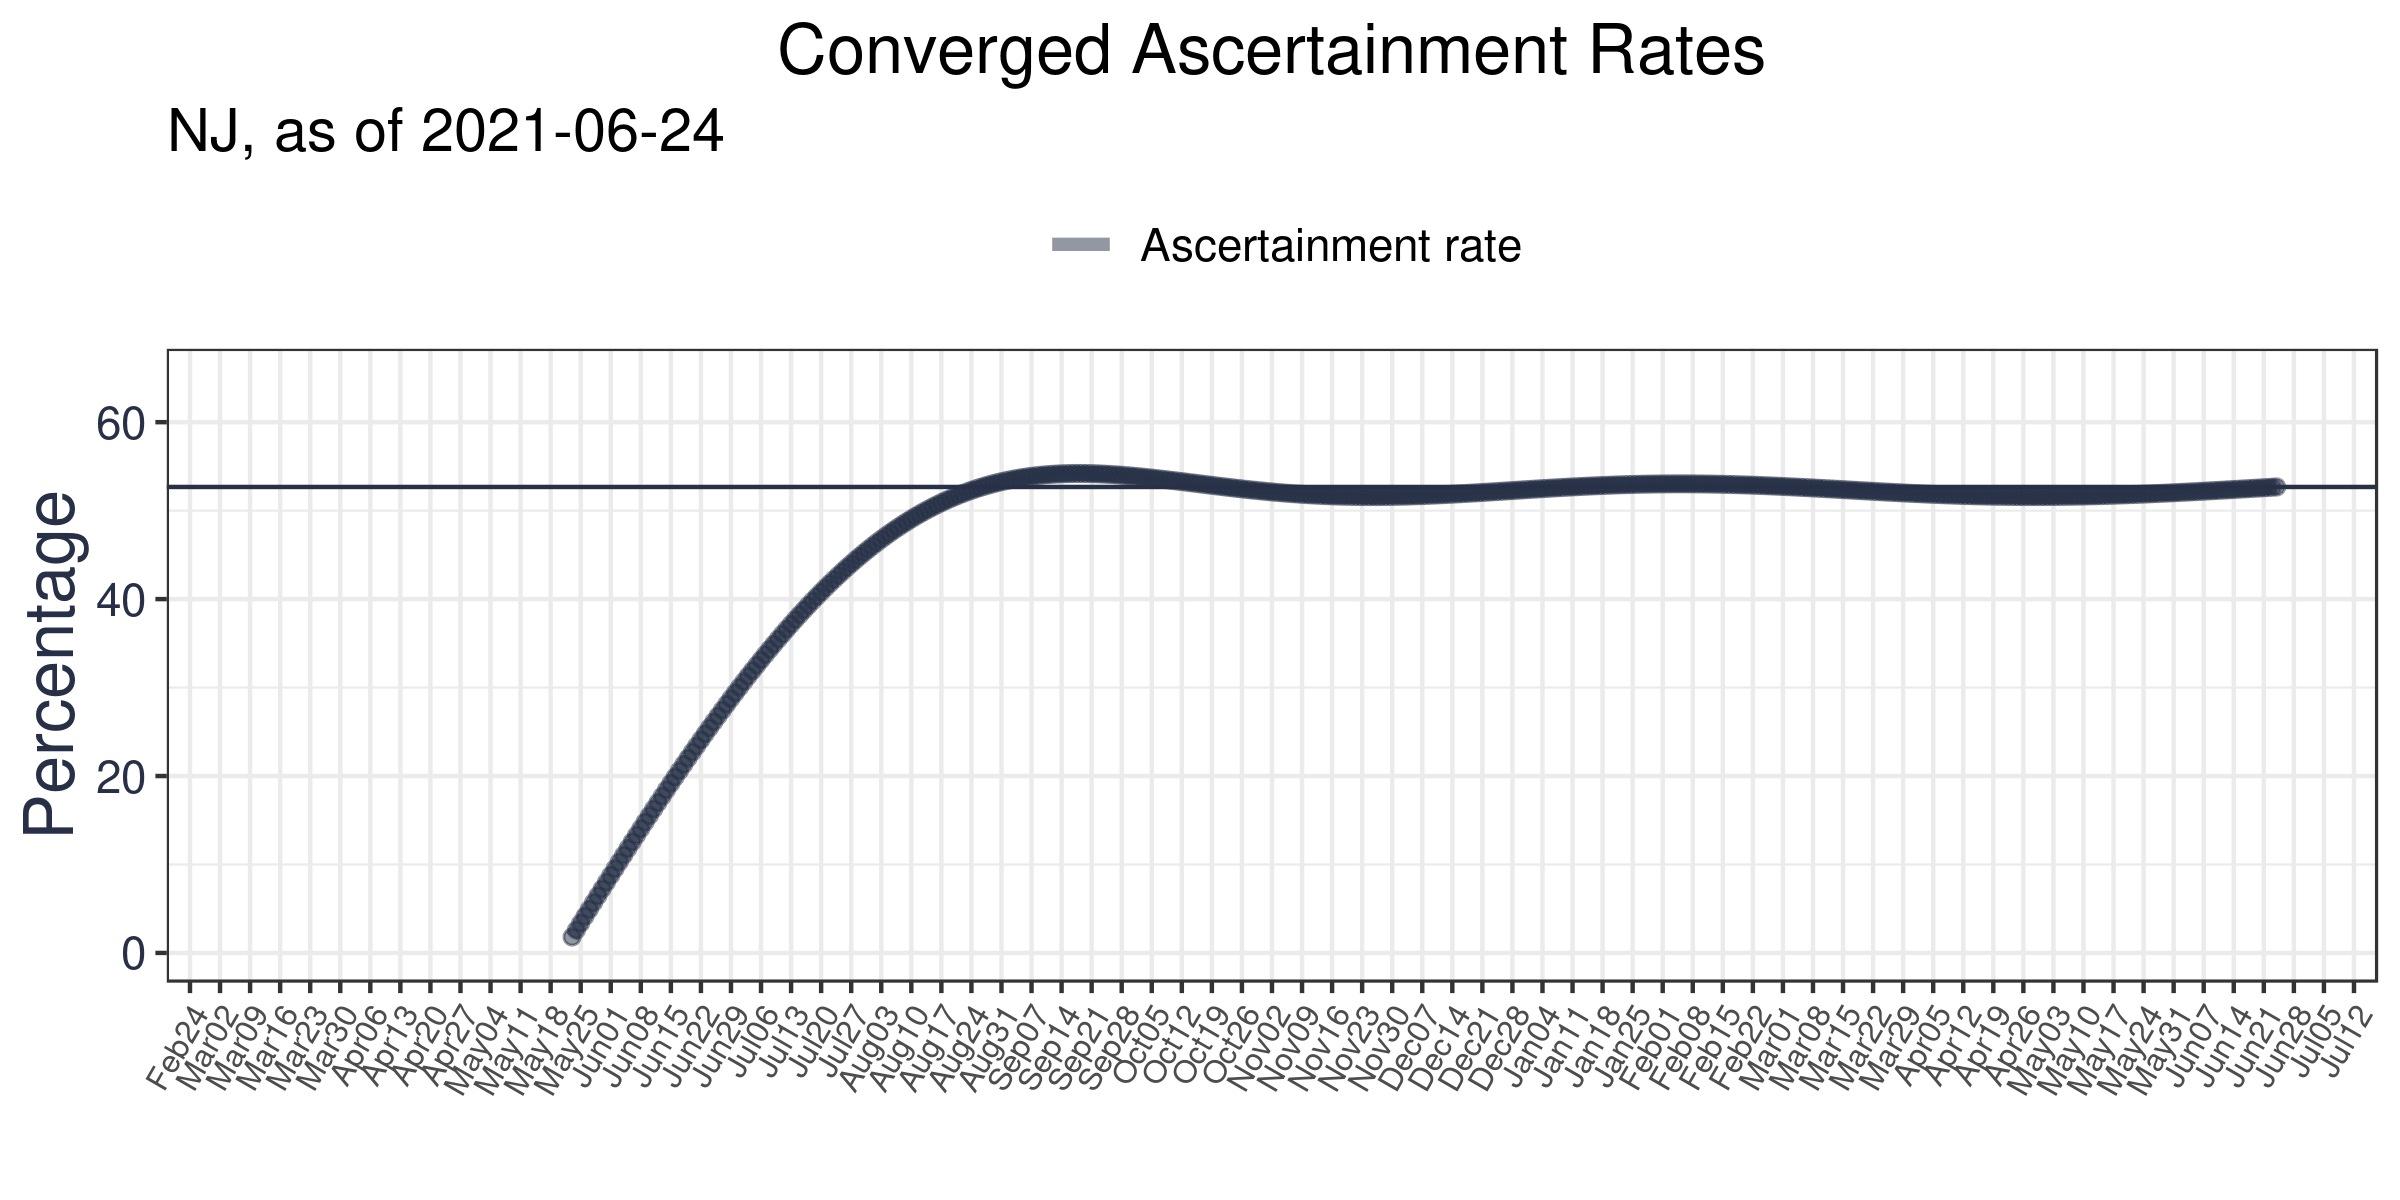 Converged Ascertainment Rates
NJ, as of 2021-06-24
Ascertainment rate
Percentage
60
40
20
0
Feb24 Mar02 Mar09 Mar16 Mar23 Mar30 Apr06 Apr13 Apr20 Apr27 May04 May11 May18 May25 Jun01 Jun08 Jun15 Jun22 Jun29 Jul06 Jul13 Jul20 Jul27 Aug03 Aug10 Aug17 Aug24 Aug31 Sep07 Sep14 Sep21 Sep28 Oct05 Oct12 Oct19 Oct26 Nov02 Nov09 Nov16 Nov23 Nov30 Dec07 Dec14 Dec21 Dec28 Jan04 Jan11 Jan18 Jan25 Feb01 Feb08 Feb15 Feb22 Mar01 Mar08 Mar15 Mar22 Mar29 Apr05 Apr12 Apr19 Apr26 May03 May10 May17 May24 May31 Jun07 Jun14 Jun21 Jun28 Jul05 Jul12